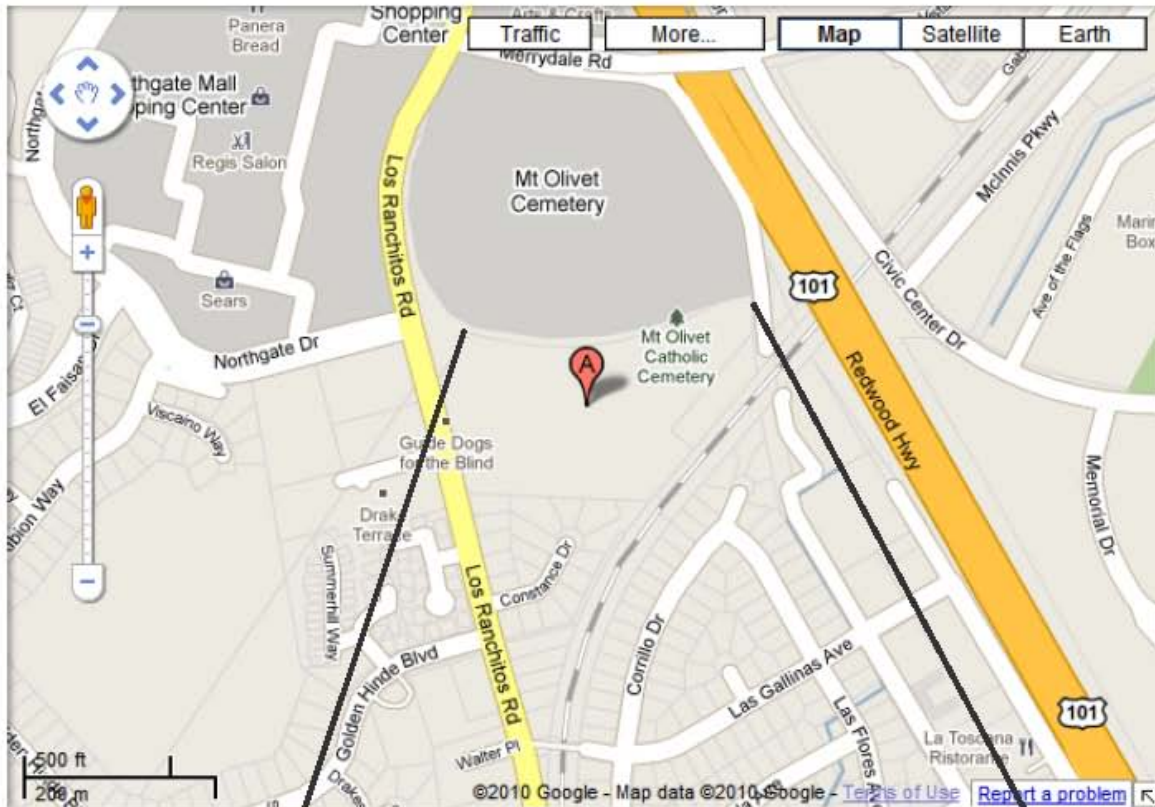 Panera
Bread
Shopping
Center
Arts & Crafts
Traffic
More...
Map
Satellite
Earth
Merrydale Rd
Mall
Center
Regis Salon
Los Ranchitos Rd
Mt Olivet
Cemetery
McInnis Pkwy
Ave of the Flags
Sears
101
Civic Center Dr
Northgate Dr
Mt Olivet
Catholic
Cemetery
A
El Faisan Dr
Viscaino Way
Redwood Hwy
Guide Dogs
for the Blind
Memorial Dr
Terrace
Summerhill Way
Constance Dr
Los Ranchitos Rd
Golden Hinde Blvd
Corrillo Dr
Las Gallinas Ave
Las Flores Ave
101
La Toscana
Ristorante
Walter Pl
500 ft
200 m
©2010 Google - Map data ©2010 Google - Terms of Use
Report a problem